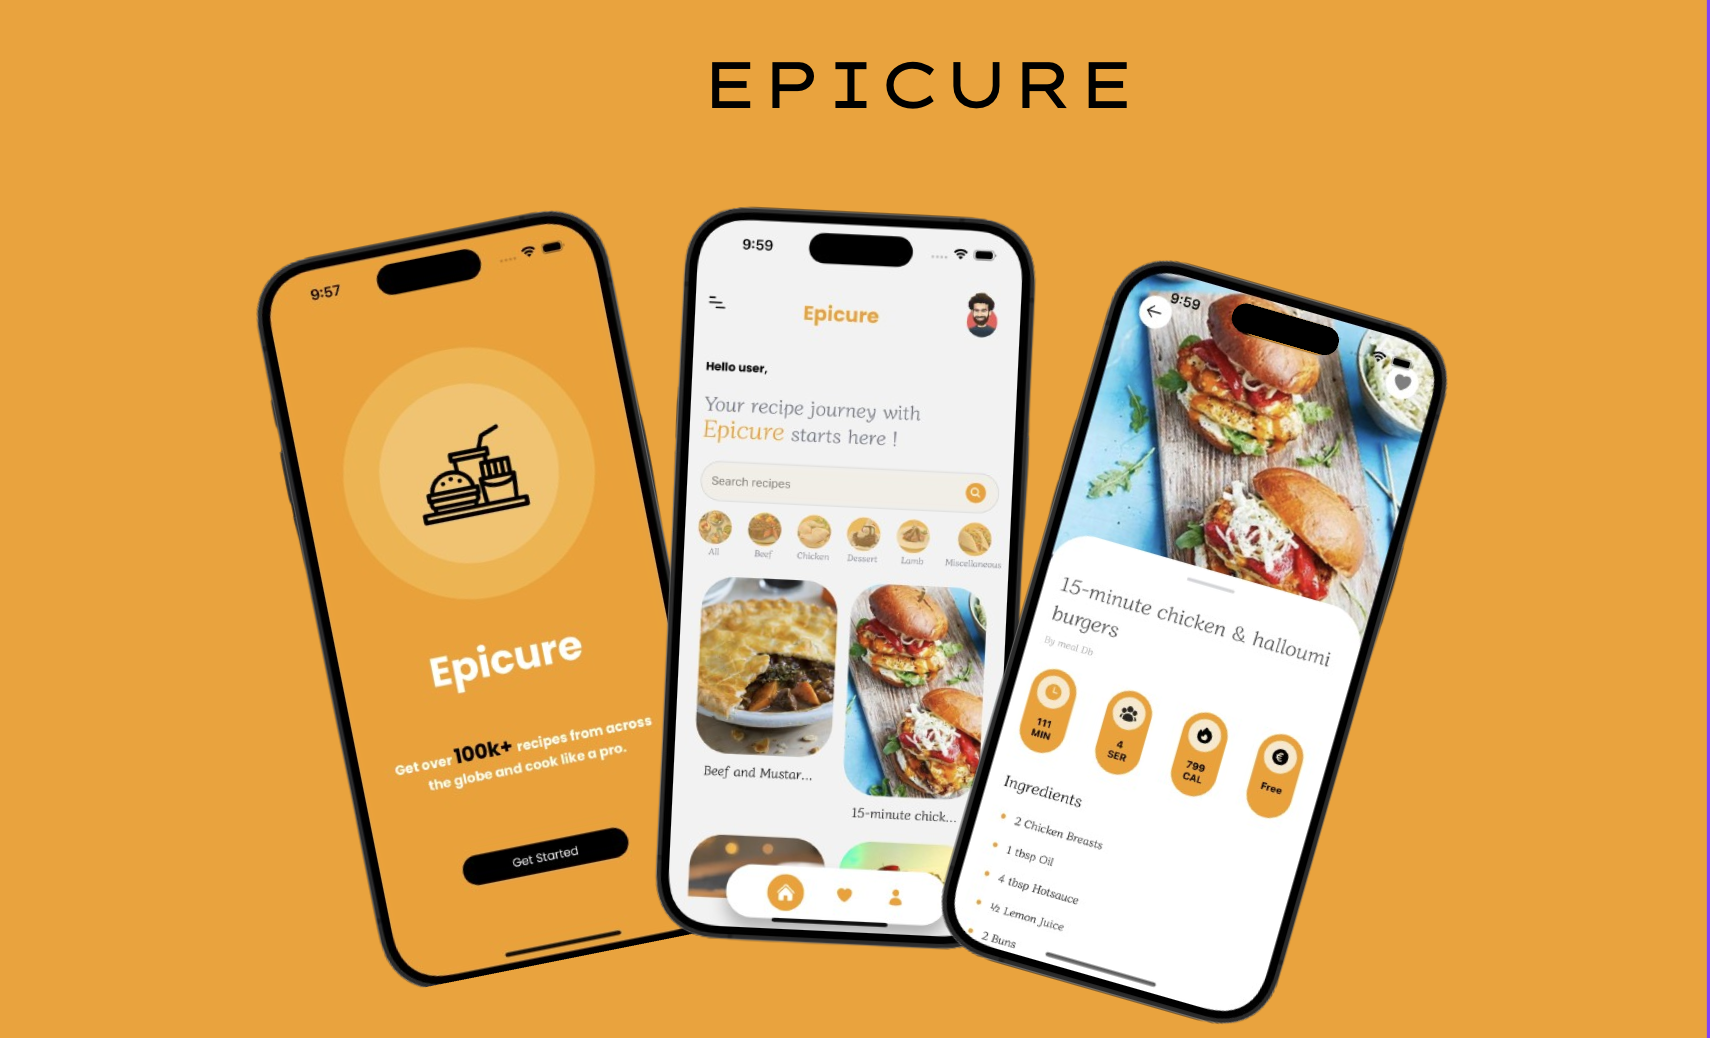 EPICURE
9:57
Epicure
Get over 100k+ recipes from across
the globe and cook like a pro.
Get Started
9:59
Epicure
Hello user,
Your recipe journey with
Epicure starts here !
Search recipes
All
Beef
Chicken
Dessert
Lamb
Miscellaneous
Beef and Mustar...
15-minute chick...
9:59
15-minute chicken & halloumi
burgers
By meal Db
111
MIN
4
SER
799
CAL
Free
Ingredients
2 Chicken Breasts
1 tbsp Oil
4 tbsp Hotsauce
½ Lemon Juice
2 Buns